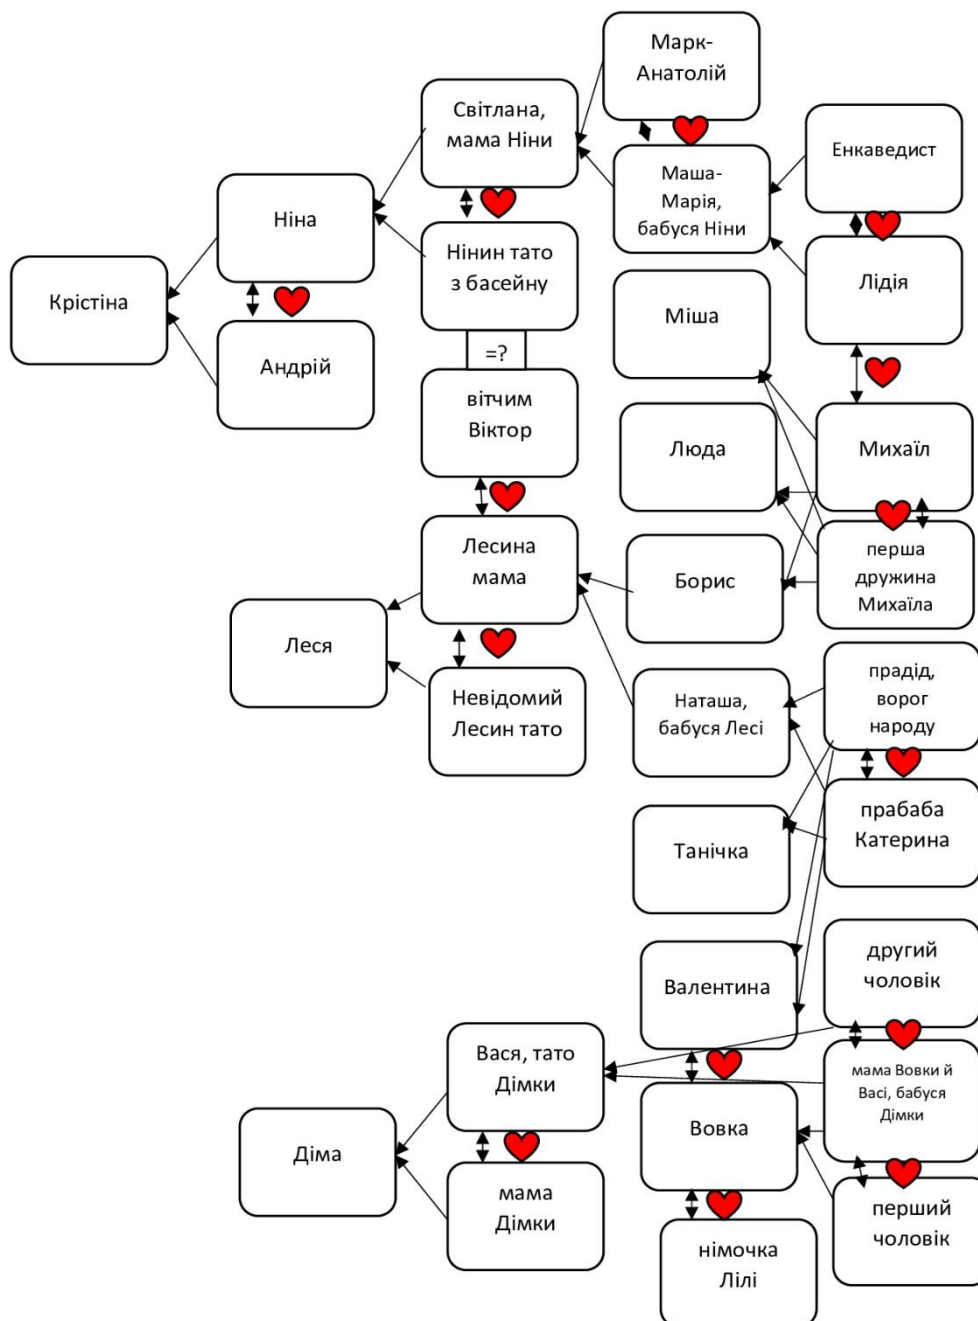 Марк-
Анатолій
Світлана,
мама Ніни
Енкаведист
Маша-
Марія,
бабуся Ніни
Ніна
Нінин тато
з басейну
Лідія
Крістіна
Міша
Андрій
=?
вітчим
Віктор
Люда
Михаїл
Лесина
мама
Борис
перша
дружина
Михаїла
Леся
Невідомий
Лесин тато
Наташа,
бабуся Лесі
прадід,
ворог
народу
Танічка
прабаба
Катерина
Валентина
другий
чоловік
Вася, тато
Дімки
мама Вовки й
Васі, бабуся
Дімки
Діма
Вовка
мама
Дімки
перший
чоловік
німочка
Лілі